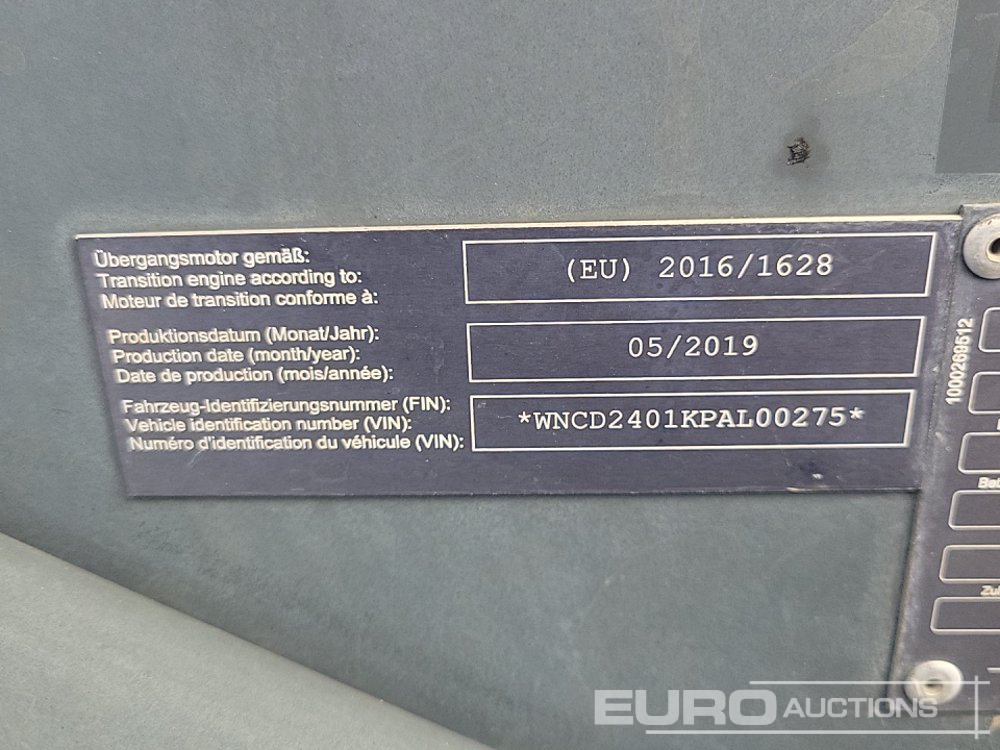 Übergangsmotor gemäß:
Transition engine according to:
Moteur de transition conforme à:
(EU) 2016/1628
Produktionsdatum (Monat/Jahr):
Production date (month/year):
Date de production (mois/année):
05/2019
Fahrzeug-Identifizierungsnummer (FIN):
Vehicle identification number (VIN):
Numéro d'identification du véhicule (VIN):
*WNCD2401KPAL00275*
1000269512
EURO AUCTIONS